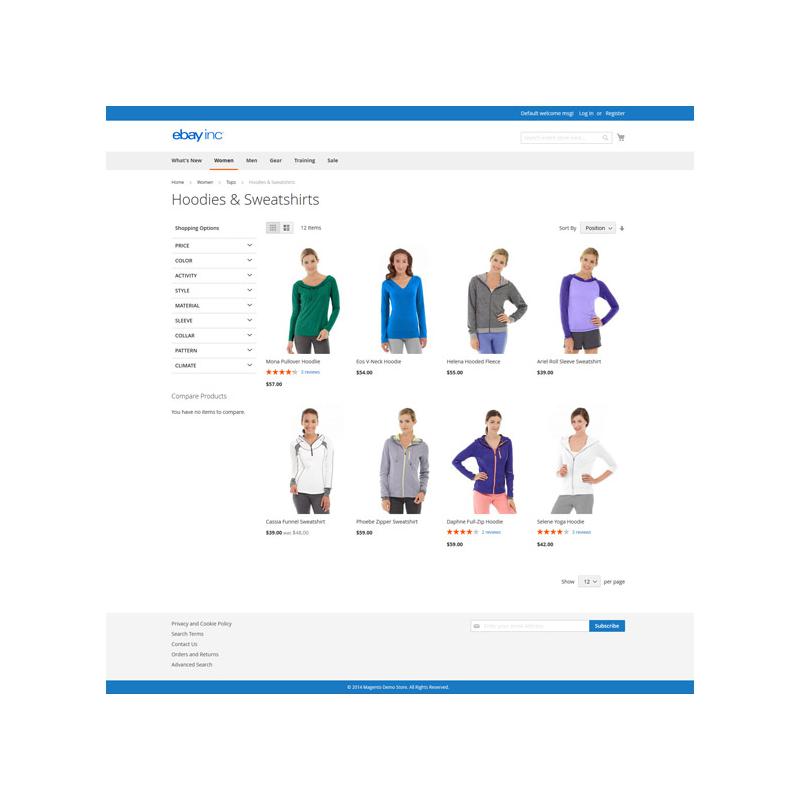 Default welcome msg! Log in or Register
ebay inc
What's New Women Men Gear Training Sale
Home Women Tops Hoodies & Sweatshirts
Hoodies & Sweatshirts
Shopping Options
PRICE
COLOR
ACTIVITY
STYLE
MATERIAL
SLEEVE
COLLAR
PATTERN
CLIMATE
Compare Products
You have no items to compare.
12 Items
Sort By Position
Mona Pullover Hoodlie
3 reviews
$57.00
Eos V-Neck Hoodie
$54.00
Helena Hooded Fleece
$55.00
Ariel Roll Sleeve Sweatshirt
$39.00
Cassia Funnel Sweatshirt
$39.00 was $48.00
Phoebe Zipper Sweatshirt
$59.00
Daphne Full-Zip Hoodie
2 reviews
$59.00
Selene Yoga Hoodie
3 reviews
$42.00
Show 12 per page
Privacy and Cookie Policy
Search Terms
Contact Us
Orders and Returns
Advanced Search
Enter your email address
Subscribe
© 2014 Magento Demo Store. All Rights Reserved.